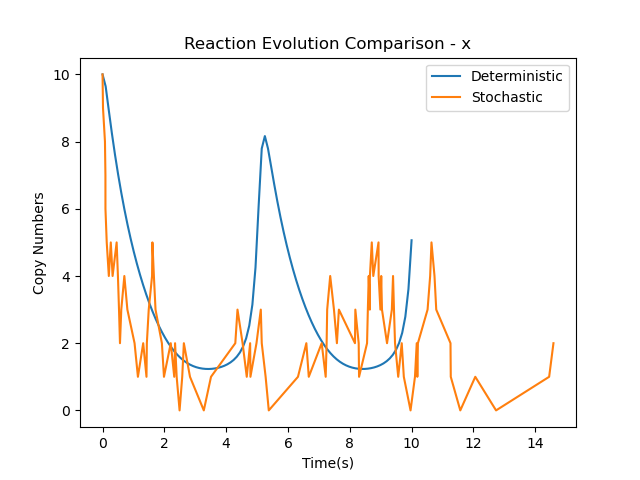 Reaction Evolution Comparison - x
Deterministic
Stochastic
10
8
6
4
2
0
Copy Numbers
0 2 4 6 8 10 12 14
Time(s)